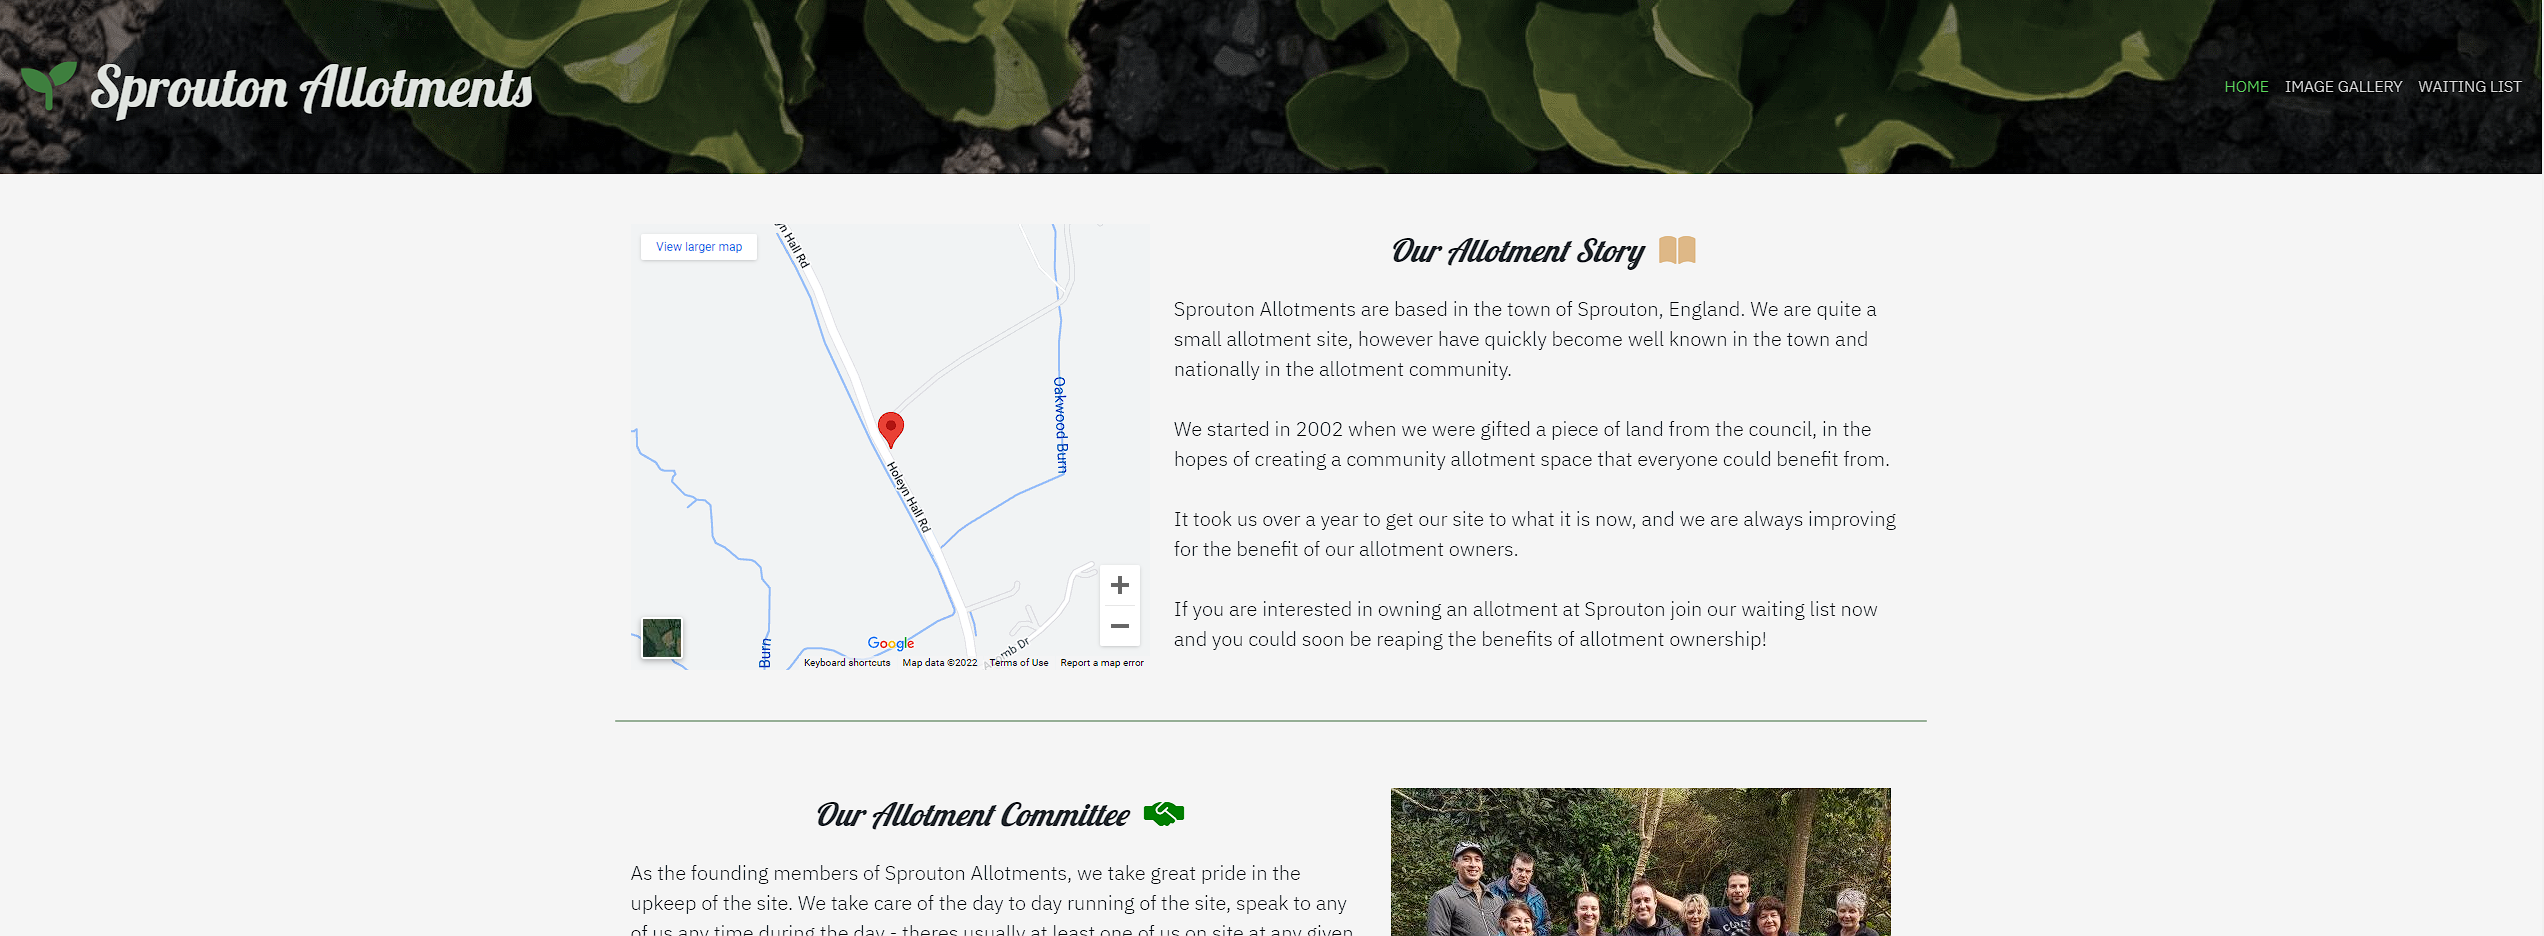 Sprouton Allotments
HOME IMAGE GALLERY WAITING LIST
View larger map
Hall Rd
Oakwood Burn
Holeyn Hall Rd
Burn
Google
Keyboard shortcuts Map data ©2022 Terms of Use Report a map error
Our Allotment Story
Sprouton Allotments are based in the town of Sprouton, England. We are quite a
small allotment site, however have quickly become well known in the town and
nationally in the allotment community.
We started in 2002 when we were gifted a piece of land from the council, in the
hopes of creating a community allotment space that everyone could benefit from.
It took us over a year to get our site to what it is now, and we are always improving
for the benefit of our allotment owners.
If you are interested in owning an allotment at Sprouton join our waiting list now
and you could soon be reaping the benefits of allotment ownership!
Our Allotment Committee
As the founding members of Sprouton Allotments, we take great pride in the
upkeep of the site. We take care of the day to day running of the site, speak to any
of us any time during the day - theres usually at least one of us on site at any given